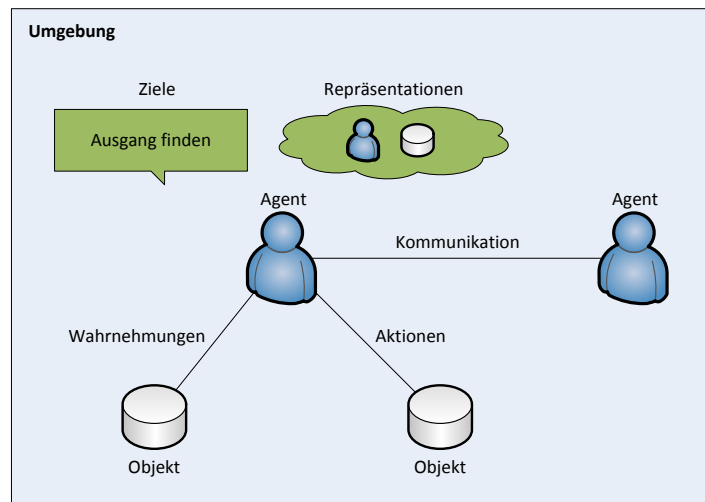 Umgebung
Ziele
Repräsentationen
Ausgang finden
Agent
Agent
Kommunikation
Wahrnehmungen
Aktionen
Objekt
Objekt